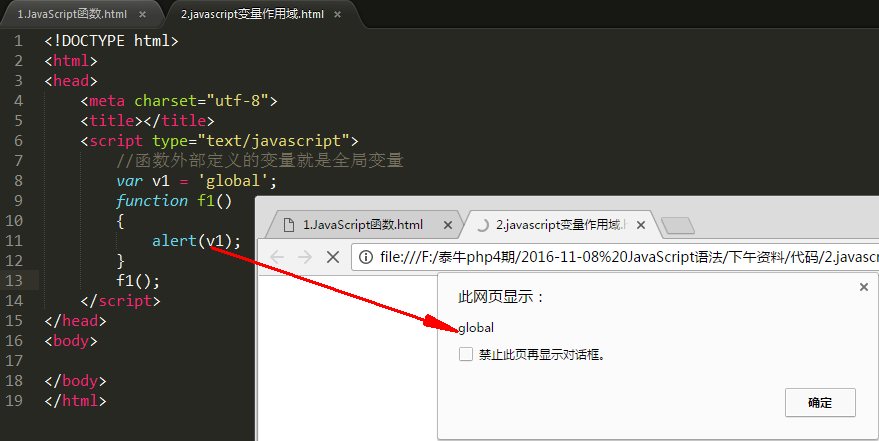 1.JavaScript函数.html × 2.javascript变量作用域.html ×
1 <!DOCTYPE html>
2 <html>
3 <head>
4 <meta charset="utf-8">
5 <title></title>
6 <script type="text/javascript">
7 //函数外部定义的变量就是全局变量
8 var v1 = 'global';
9 function f1()
10 {
11 alert(v1);
12 }
13 f1();
14 </script>
15 </head>
16 <body>
17
18 </body>
19 </html>
1.JavaScript函数.html × 2.javascript变量作用域.h ×
file:///F:/泰牛php4期/2016-11-08%20JavaScript语法/下午资料/代码/2.javasc
此网页显示：
global
禁止此页再显示对话框。
确定